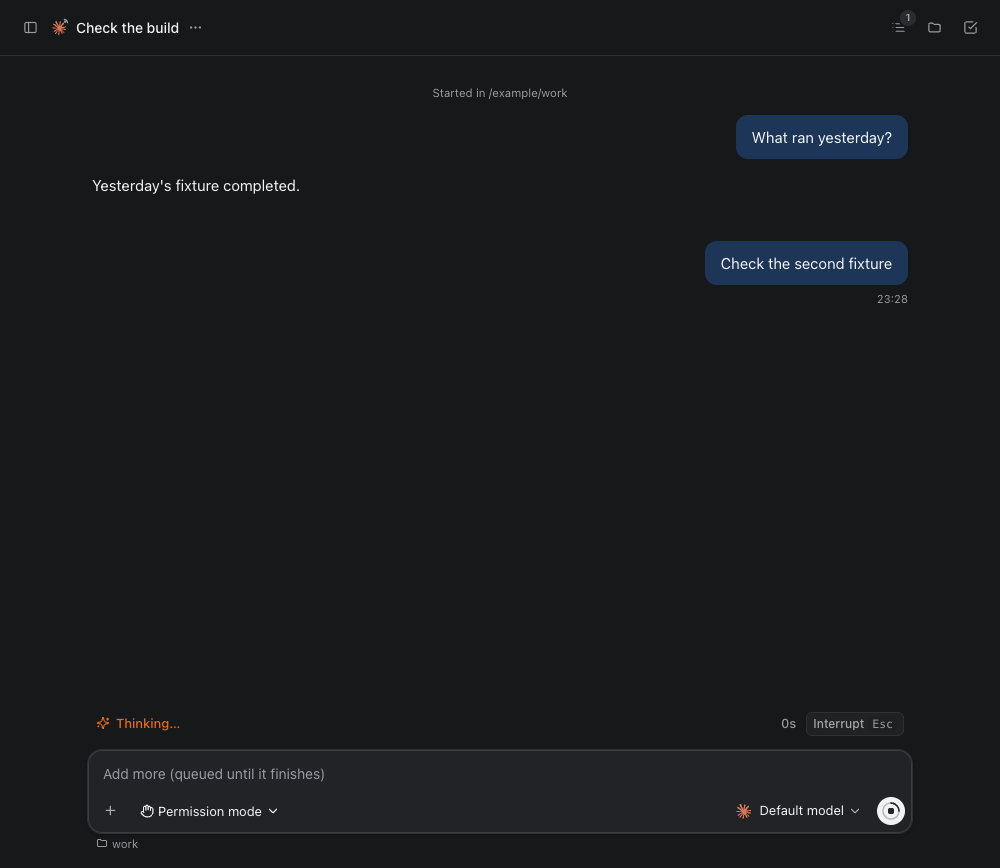 Check the build
1
Started in /example/work
What ran yesterday?
Yesterday's fixture completed.
Check the second fixture
23:28
Thinking...
0s
Interrupt Esc
Add more (queued until it finishes)
Permission mode
Default model
work